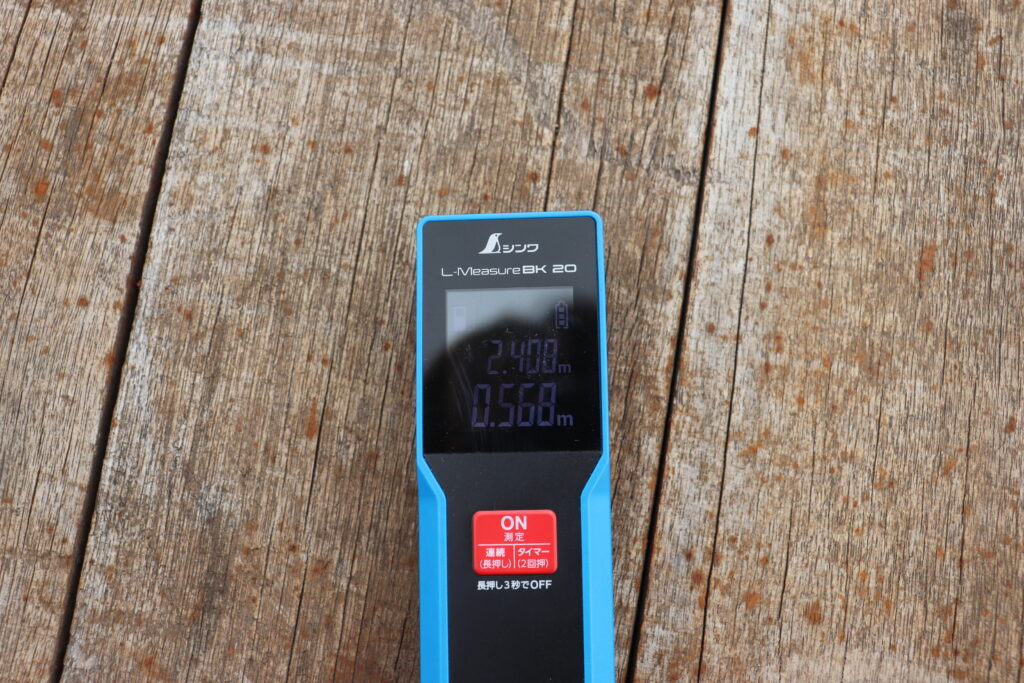 シンワ
L-Measure BK 20
2.408m
0.568m
ON
測定
連続 タイマー
(長押し) (2回押)
長押し3秒でOFF